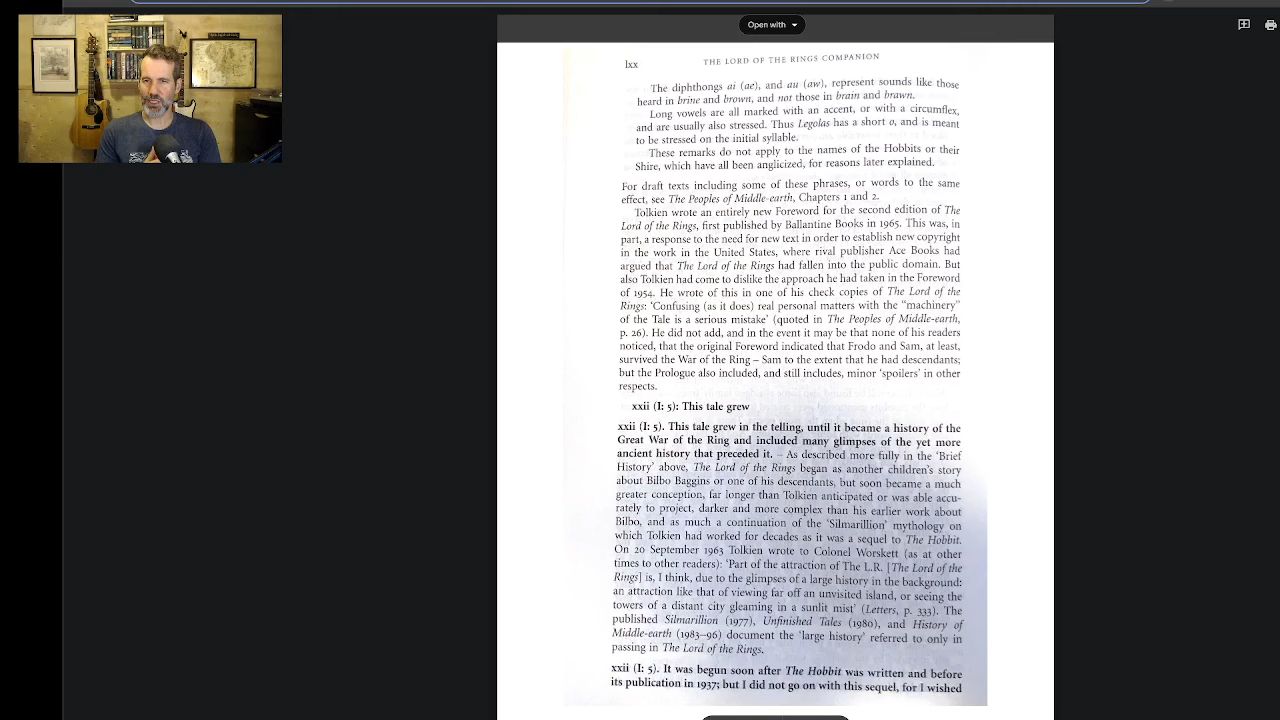 Open with
lxx
THE LORD OF THE RINGS COMPANION
The diphthongs ai (ae), and au (aw), represent sounds like those
heard in brine and brown, and not those in brain and brawn.
Long vowels are all marked with an accent, or with a circumflex,
and are usually also stressed. Thus Legolas has a short o, and is meant
to be stressed on the initial syllable.
These remarks do not apply to the names of the Hobbits or their
Shire, which have all been anglicized, for reasons later explained.
For draft texts including some of these phrases, or words to the same
effect, see The Peoples of Middle-earth, Chapters 1 and 2.
Tolkien wrote an entirely new Foreword for the second edition of The
Lord of the Rings, first published by Ballantine Books in 1965. This was, in
part, a response to the need for new text in order to establish new copyright
in the work in the United States, where rival publisher Ace Books had
argued that The Lord of the Rings had fallen into the public domain. But
also Tolkien had come to dislike the approach he had taken in the Foreword
of 1954. He wrote of this in one of his check copies of The Lord of the
Rings: ‘Confusing (as it does) real personal matters with the “machinery”
of the Tale is a serious mistake’ (quoted in The Peoples of Middle-earth,
p. 26). He did not add, and in the event it may be that none of his readers
noticed, that the original Foreword indicated that Frodo and Sam, at least,
survived the War of the Ring – Sam to the extent that he had descendants;
but the Prologue also included, and still includes, minor ‘spoilers’ in other
respects.
xxii (I: 5): This tale grew
xxii (I: 5). This tale grew in the telling, until it became a history of the
Great War of the Ring and included many glimpses of the yet more
ancient history that preceded it. – As described more fully in the ‘Brief
History’ above, The Lord of the Rings began as another children’s story
about Bilbo Baggins or one of his descendants, but soon became a much
greater conception, far longer than Tolkien anticipated or was able accu-
rately to project, darker and more complex than his earlier work about
Bilbo, and as much a continuation of the ‘Silmarillion’ mythology on
which Tolkien had worked for decades as it was a sequel to The Hobbit.
On 20 September 1963 Tolkien wrote to Colonel Worskett (as at other
times to other readers): ‘Part of the attraction of The L.R. [The Lord of the
Rings] is, I think, due to the glimpses of a large history in the background:
an attraction like that of viewing far off an unvisited island, or seeing the
towers of a distant city gleaming in a sunlit mist’ (Letters, p. 333). The
published Silmarillion (1977), Unfinished Tales (1980), and History of
Middle-earth (1983–96) document the ‘large history’ referred to only in
passing in The Lord of the Rings.
xxii (I: 5). It was begun soon after The Hobbit was written and before
its publication in 1937; but I did not go on with this sequel, for I wished